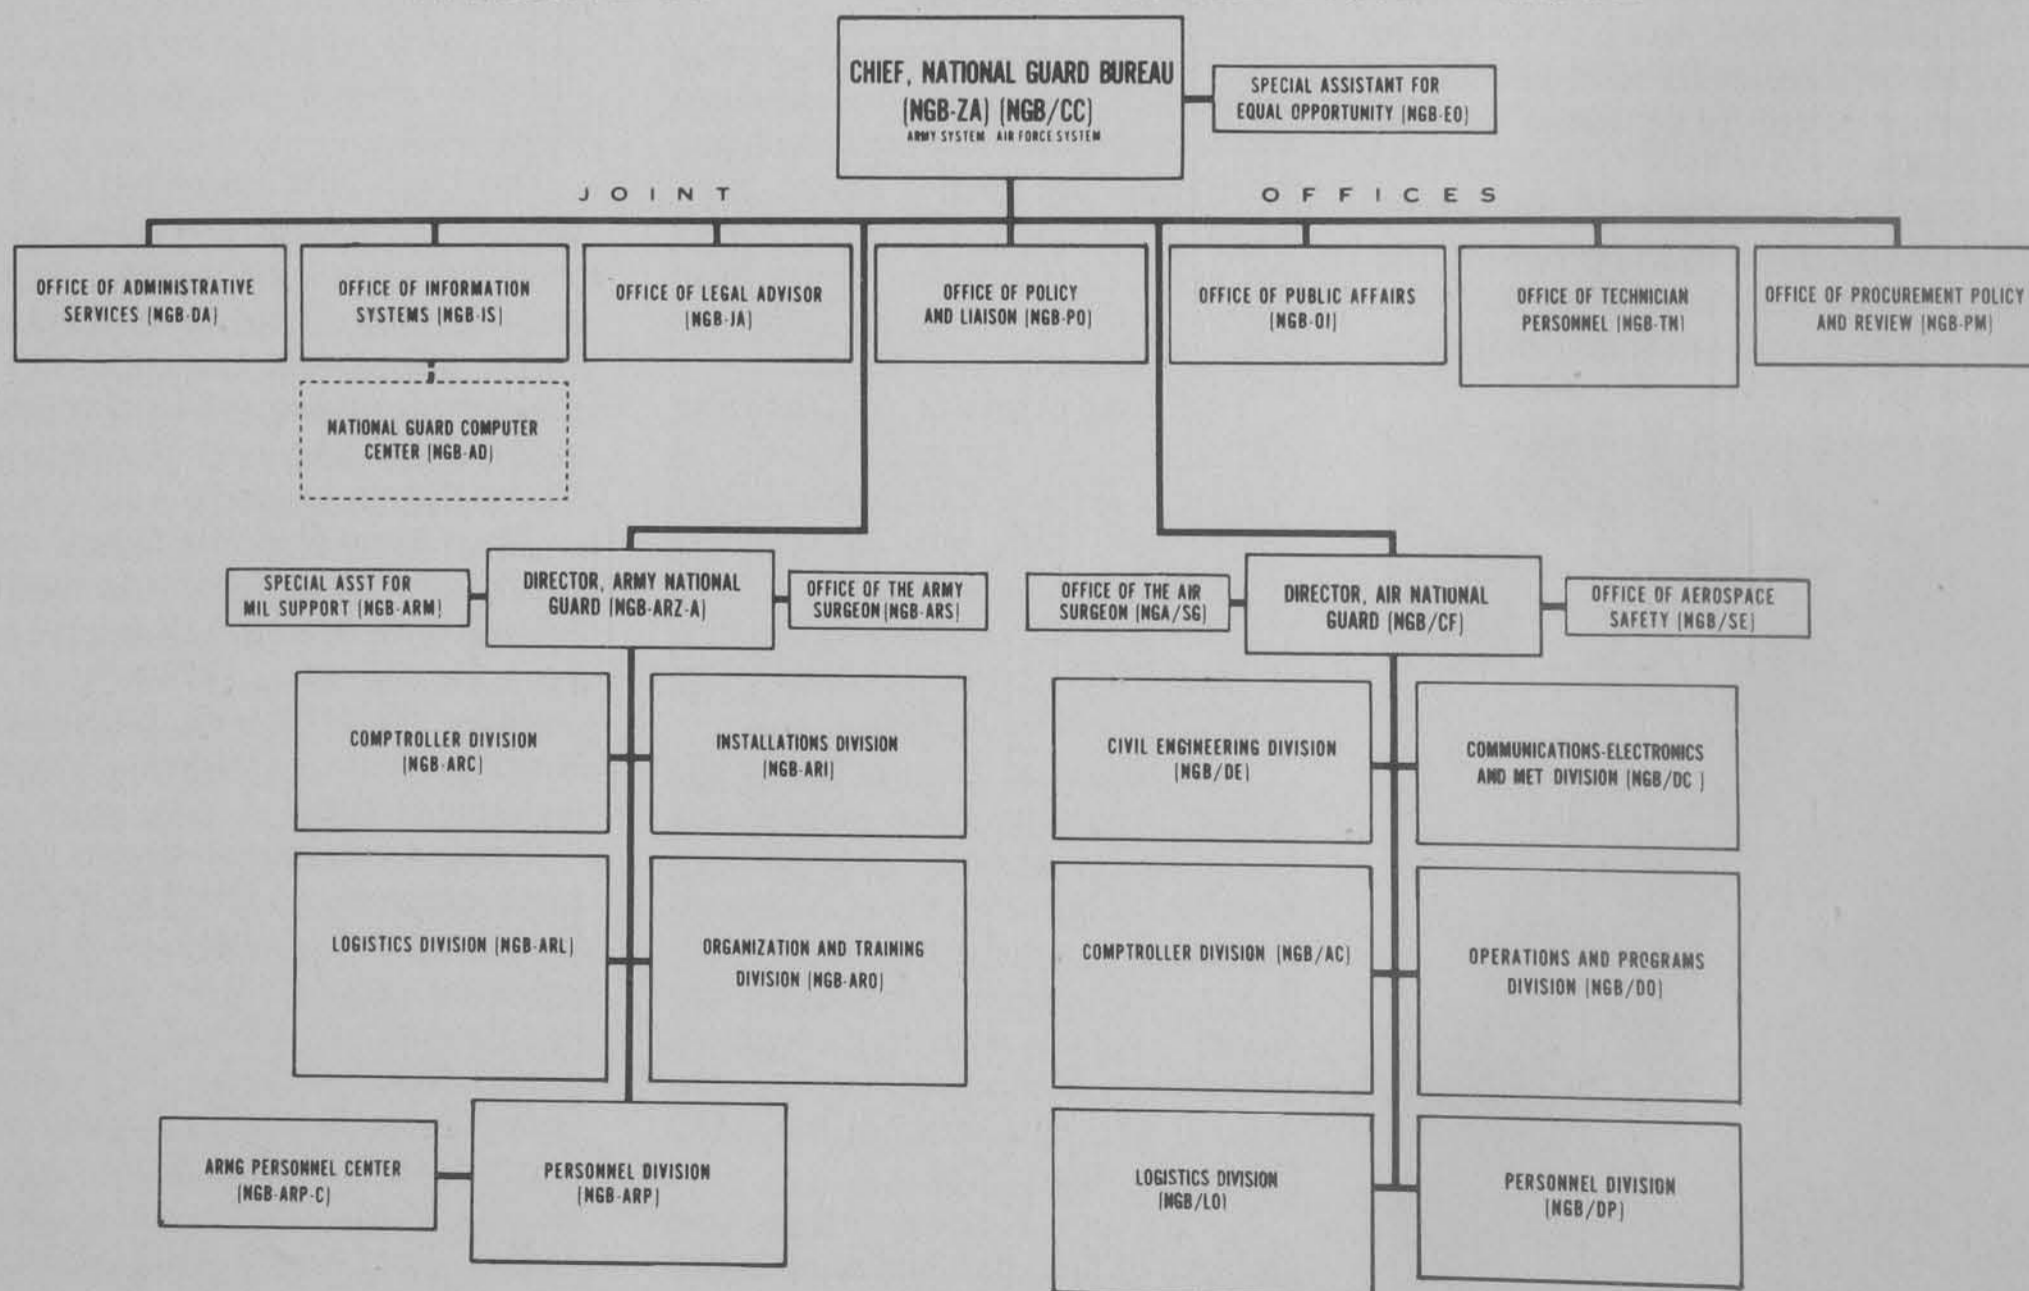 CHIEF, NATIONAL GUARD BUREAU
(NGB-ZA) (NGB/CC)
ARMY SYSTEM AIR FORCE SYSTEM
SPECIAL ASSISTANT FOR
EQUAL OPPORTUNITY (NGB-EO)
JOINT OFFICES
OFFICE OF ADMINISTRATIVE
SERVICES (NGB-DA)
OFFICE OF INFORMATION
SYSTEMS (NGB-IS)
OFFICE OF LEGAL ADVISOR
(NGB-JA)
OFFICE OF POLICY
AND LIAISON (NGB-PO)
OFFICE OF PUBLIC AFFAIRS
(NGB-OI)
OFFICE OF TECHNICIAN
PERSONNEL (NGB-TN)
OFFICE OF PROCUREMENT POLICY
AND REVIEW (NGB-PM)
NATIONAL GUARD COMPUTER
CENTER (NGB-AD)
SPECIAL ASST FOR
MIL SUPPORT (NGB-ARM)
DIRECTOR, ARMY NATIONAL
GUARD (NGB-ARZ-A)
OFFICE OF THE ARMY
SURGEON (NGB-ARS)
OFFICE OF THE AIR
SURGEON (NGA/SG)
DIRECTOR, AIR NATIONAL
GUARD (NGB/CF)
OFFICE OF AEROSPACE
SAFETY (NGB/SE)
COMPTROLLER DIVISION
(NGB-ARC)
INSTALLATIONS DIVISION
(NGB-ARI)
CIVIL ENGINEERING DIVISION
(NGB/DE)
COMMUNICATIONS-ELECTRONICS
AND MET DIVISION (NGB/DC )
LOGISTICS DIVISION (NGB-ARL)
ORGANIZATION AND TRAINING
DIVISION (NGB-ARO)
COMPTROLLER DIVISION (NGB/AC)
OPERATIONS AND PROGRAMS
DIVISION (NGB/DO)
ARNG PERSONNEL CENTER
(NGB-ARP-C)
PERSONNEL DIVISION
(NGB-ARP)
LOGISTICS DIVISION
(NGB/LO)
PERSONNEL DIVISION
(NGB/DP)